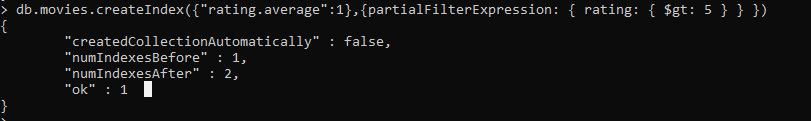 > db.movies.createIndex({"rating.average":1},{partialFilterExpression: { rating: { $gt: 5 } } })
{
        "createdCollectionAutomatically" : false,
        "numIndexesBefore" : 1,
        "numIndexesAfter" : 2,
        "ok" : 1
}